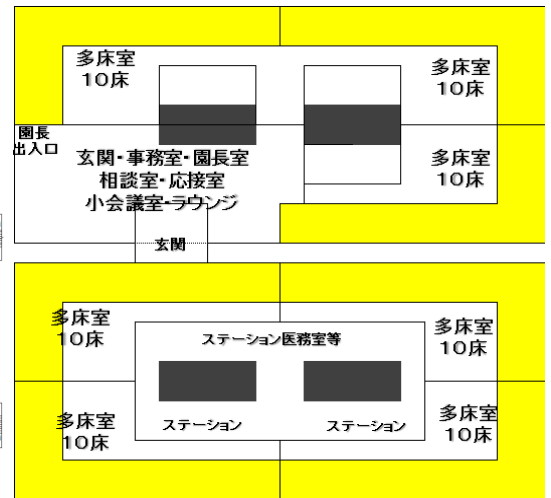 多床室
10床
多床室
10床
園長
出入口
玄関・事務室・園長室
相談室・応接室
小会議室・ラウンジ
多床室
10床
玄関
多床室
10床
ステーション医務室等
多床室
10床
多床室
10床
ステーション
ステーション
多床室
10床